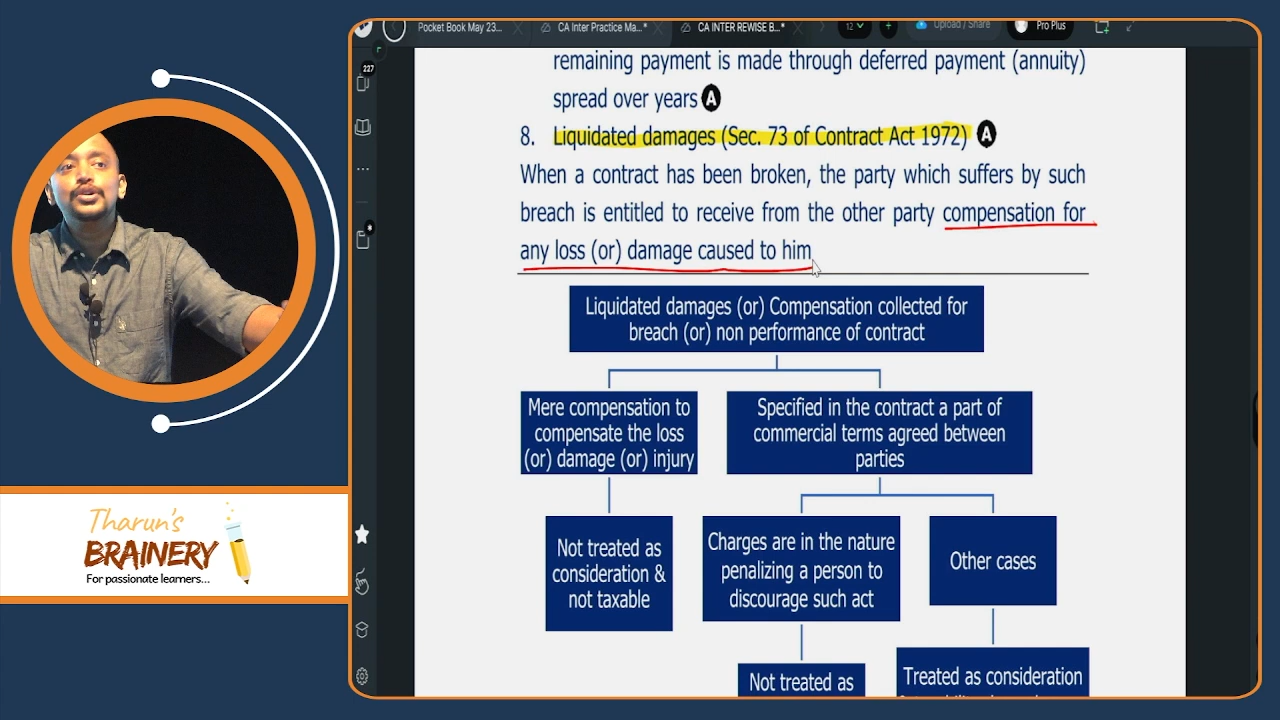 Pocket Book May 23...
CA Inter Practice Ma...*
CA INTER REWISE B...*
12
Upload / Share
Pro Plus
227
remaining payment is made through deferred payment (annuity)
spread over years A
8. Liquidated damages (Sec. 73 of Contract Act 1972) A
When a contract has been broken, the party which suffers by such
breach is entitled to receive from the other party compensation for
any loss (or) damage caused to him
Liquidated damages (or) Compensation collected for
breach (or) non performance of contract
Mere compensation to
compensate the loss
(or) damage (or) injury
Specified in the contract a part of
commercial terms agreed between
parties
Not treated as
consideration &
not taxable
Charges are in the nature
penalizing a person to
discourage such act
Other cases
Not treated as
Treated as consideration
Tharun's
BRAINERY
For passionate learners...